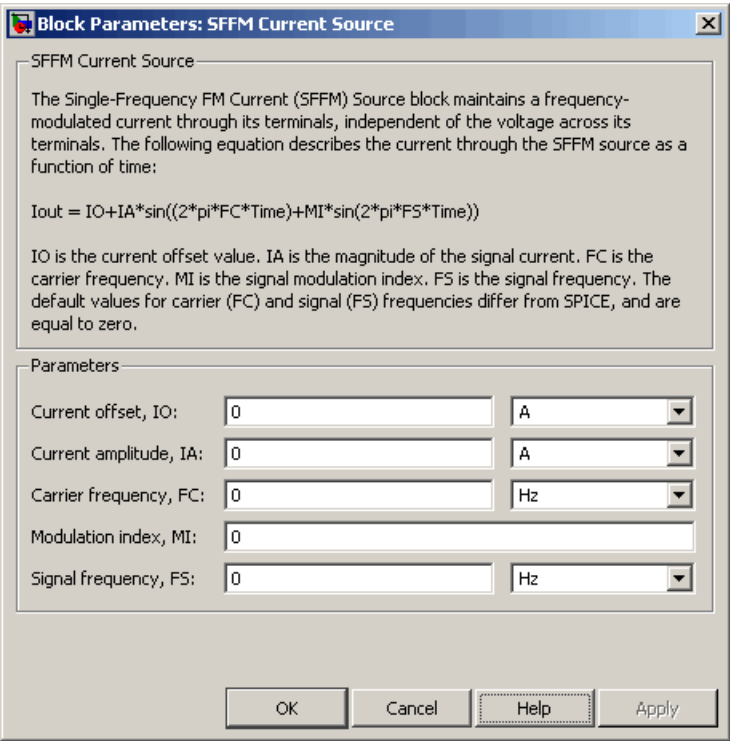 Block Parameters: SFFM Current Source
SFFM Current Source
The Single-Frequency FM Current (SFFM) Source block maintains a frequency-
modulated current through its terminals, independent of the voltage across its
terminals. The following equation describes the current through the SFFM source as a
function of time:
Iout = IO+IA*sin((2*pi*FC*Time)+MI*sin(2*pi*FS*Time))
IO is the current offset value. IA is the magnitude of the signal current. FC is the
carrier frequency. MI is the signal modulation index. FS is the signal frequency. The
default values for carrier (FC) and signal (FS) frequencies differ from SPICE, and are
equal to zero.
Parameters
Current offset, IO: 0 A
Current amplitude, IA: 0 A
Carrier frequency, FC: 0 Hz
Modulation index, MI: 0
Signal frequency, FS: 0 Hz
OK Cancel Help Apply